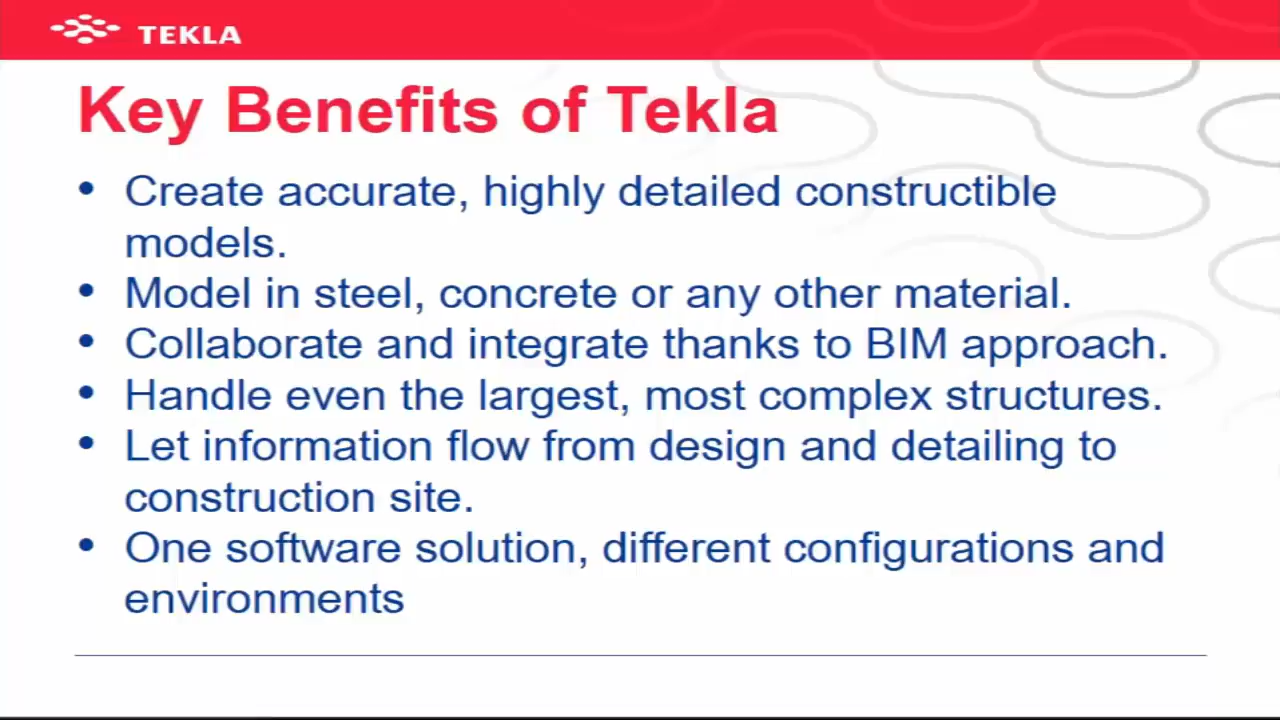 TEKLA
Key Benefits of Tekla
• Create accurate, highly detailed constructible
models.
• Model in steel, concrete or any other material.
• Collaborate and integrate thanks to BIM approach.
• Handle even the largest, most complex structures.
• Let information flow from design and detailing to
construction site.
• One software solution, different configurations and
environments